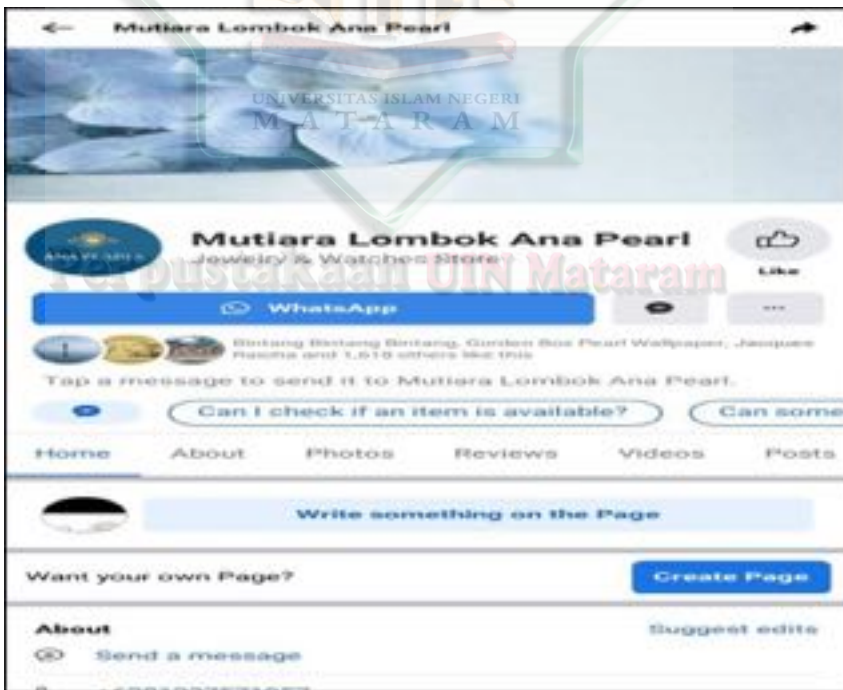 Mutiara Lombok Ana Pearl
UNIVERSITAS ISLAM NEGERI
MATARAM
Mutiara Lombok Ana Pearl
Jewelry & Watches Store
Like
Perpustakaan UIN Mataram
WhatsApp
Bintang Bintang Bintang, Garden Box Pearl Wallpaper, Jacques
Raicha and 1,618 others like this
Tap a message to send it to Mutiara Lombok Ana Pearl.
Can I check if an item is available?
Can some
Home About Photos Reviews Videos Posts
Write something on the Page
Want your own Page?
Create Page
About
Suggest edits
Send a message